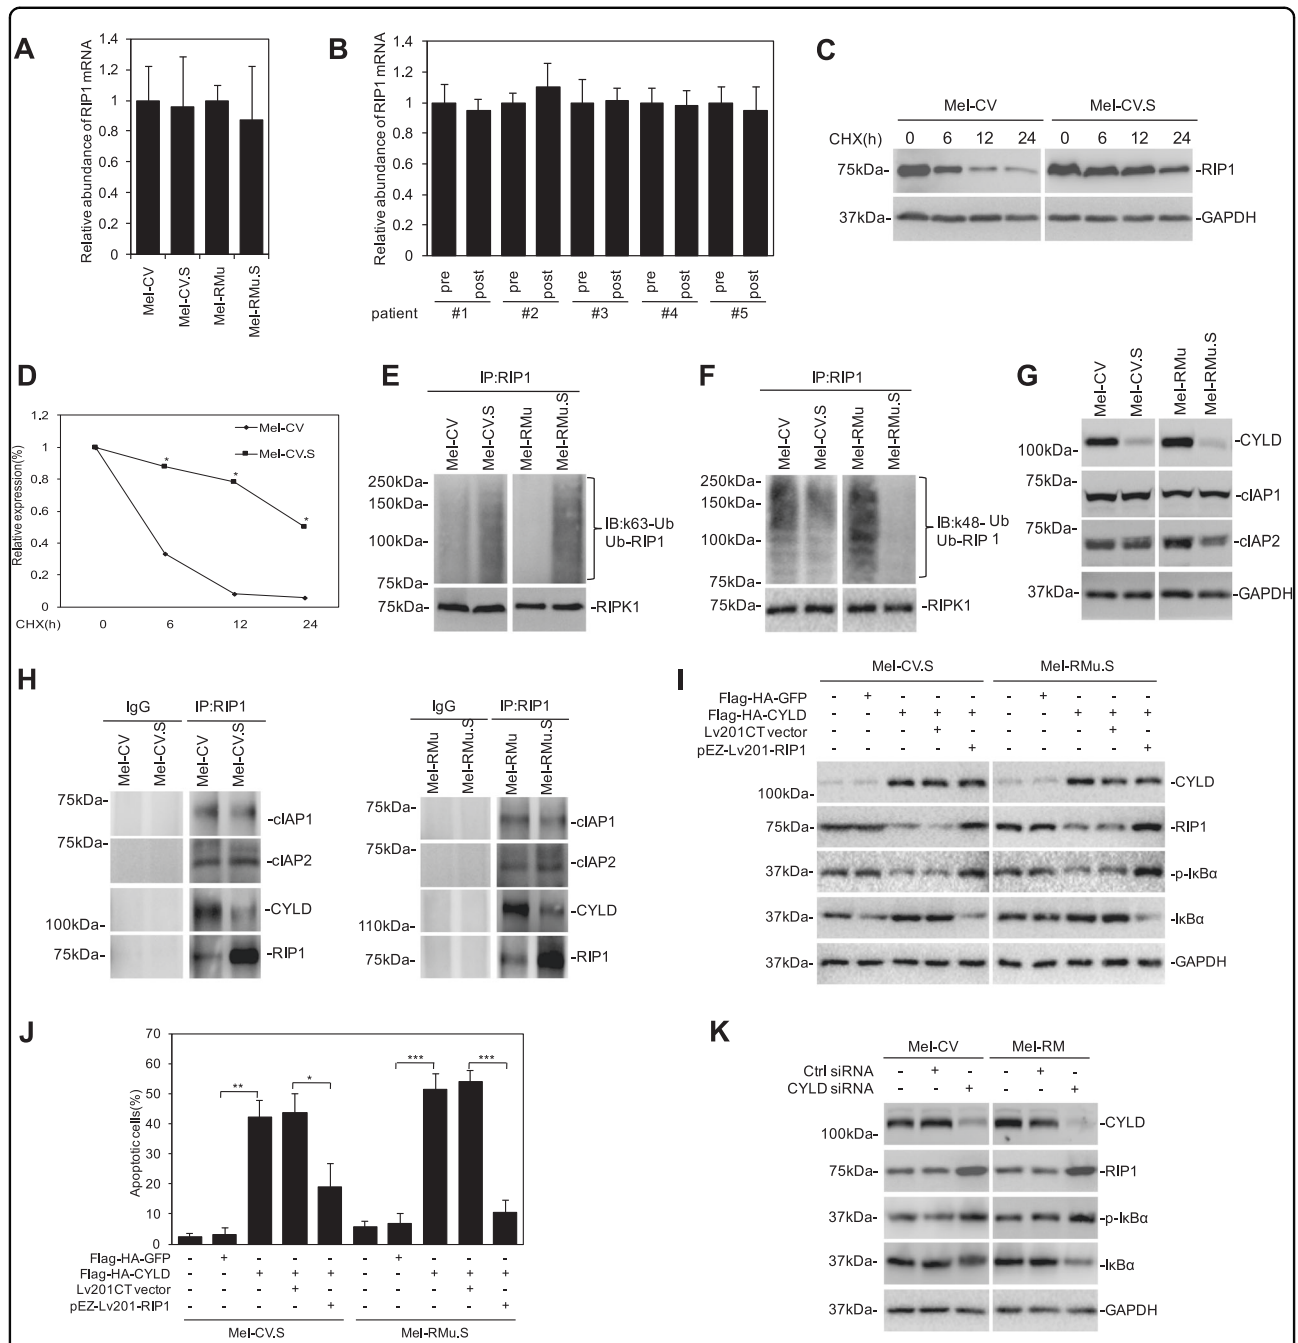 A
Relative abundance of RIP1 mRNA
1.4
1.2
1
0.8
0.6
0.4
0.2
0
Mel-CV
Mel-CV.S
Mel-RMu
Mel-RMu.S
B
Relative abundance of RIP1 mRNA
1.4
1.2
1
0.8
0.6
0.4
0.2
0
pre post pre post pre post pre post pre post
patient #1 #2 #3 #4 #5
C
Mel-CV Mel-CV.S
CHX(h) 0 6 12 24 0 6 12 24
75kDa- -RIP1
37kDa- -GAPDH
D
Relative expression(%)
1.2
1
0.8
0.6
0.4
0.2
0
Mel-CV
Mel-CV.S
*
*
*
CHX(h) 0 6 12 24
E
IP:RIP1
Mel-CV Mel-CV.S Mel-RMu Mel-RMu.S
250kDa-
150kDa-
100kDa-
75kDa-
IB:k63-Ub
Ub-RIP1
75kDa- -RIPK1
F
IP:RIP1
Mel-CV Mel-CV.S Mel-RMu Mel-RMu.S
250kDa-
150kDa-
100kDa-
75kDa-
IB:k48- Ub
Ub-RIP 1
75kDa- -RIPK1
G
Mel-CV Mel-CV.S Mel-RMu Mel-RMu.S
100kDa- -CYLD
75kDa- -cIAP1
75kDa- -cIAP2
37kDa- -GAPDH
H
IgG IP:RIP1
Mel-CV Mel-CV.S Mel-CV Mel-CV.S
75kDa- -cIAP1
75kDa- -cIAP2
100kDa- -CYLD
75kDa- -RIP1
IgG IP:RIP1
Mel-RMu Mel-RMu.S Mel-RMu Mel-RMu.S
75kDa- -cIAP1
75kDa- -cIAP2
110kDa- -CYLD
75kDa- -RIP1
I
Mel-CV.S Mel-RMu.S
Flag-HA-GFP - + - - - - + - - -
Flag-HA-CYLD - - + + + - - + + +
Lv201CT vector - - - + - - - - + -
pEZ-Lv201-RIP1 - - - - + - - - - +
100kDa- -CYLD
75kDa- -RIP1
37kDa- -p-IκBα
37kDa- -IκBα
37kDa- -GAPDH
J
Apoptotic cells(%)
70
60
50
40
30
20
10
0
** * *** ***
Flag-HA-GFP - + - - - - + - - -
Flag-HA-CYLD - - + + + - - + + +
Lv201CT vector - - - + - - - - + -
pEZ-Lv201-RIP1 - - - - + - - - - +
Mel-CV.S Mel-RMu.S
K
Mel-CV Mel-RM
Ctrl siRNA - + - - + -
CYLD siRNA - - + - - +
100kDa- -CYLD
75kDa- -RIP1
37kDa- -p-IκBα
37kDa- -IκBα
37kDa- -GAPDH